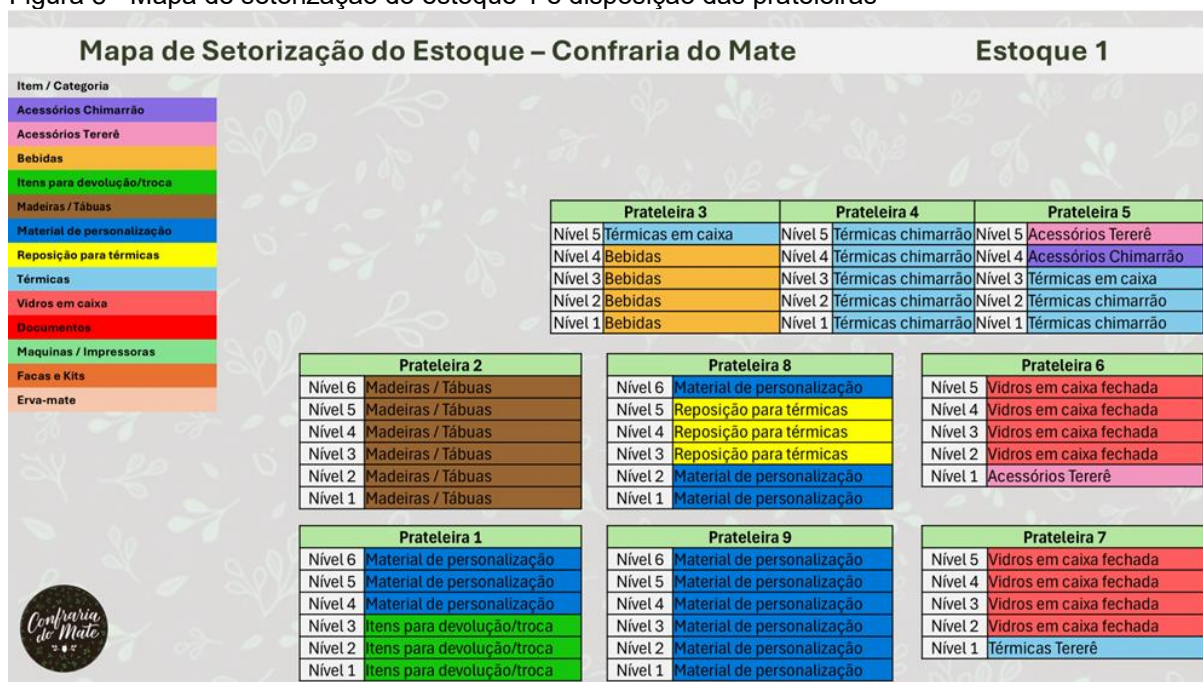 Mapa de Setorização do Estoque – Confraria do Mate
Estoque 1
Item / Categoria
Acessórios Chimarrão
Acessórios Tererê
Bebidas
Itens para devolução/troca
Madeiras / Tábuas
Material de personalização
Reposição para térmicas
Térmicas
Vidros em caixa
Documentos
Maquinas / Impressoras
Facas e Kits
Erva-mate
Prateleira 3
Nível 5 Térmicas em caixa
Nível 4 Bebidas
Nível 3 Bebidas
Nível 2 Bebidas
Nível 1 Bebidas
Prateleira 4
Nível 5 Térmicas chimarrão
Nível 4 Térmicas chimarrão
Nível 3 Térmicas chimarrão
Nível 2 Térmicas chimarrão
Nível 1 Térmicas chimarrão
Prateleira 5
Nível 5 Acessórios Tererê
Nível 4 Acessórios Chimarrão
Nível 3 Térmicas em caixa
Nível 2 Térmicas chimarrão
Nível 1 Térmicas chimarrão
Prateleira 2
Nível 6 Madeiras / Tábuas
Nível 5 Madeiras / Tábuas
Nível 4 Madeiras / Tábuas
Nível 3 Madeiras / Tábuas
Nível 2 Madeiras / Tábuas
Nível 1 Madeiras / Tábuas
Prateleira 8
Nível 6 Material de personalização
Nível 5 Reposição para térmicas
Nível 4 Reposição para térmicas
Nível 3 Reposição para térmicas
Nível 2 Material de personalização
Nível 1 Material de personalização
Prateleira 6
Nível 5 Vidros em caixa fechada
Nível 4 Vidros em caixa fechada
Nível 3 Vidros em caixa fechada
Nível 2 Vidros em caixa fechada
Nível 1 Acessórios Tererê
Prateleira 1
Nível 6 Material de personalização
Nível 5 Material de personalização
Nível 4 Material de personalização
Nível 3 Itens para devolução/troca
Nível 2 Itens para devolução/troca
Nível 1 Itens para devolução/troca
Prateleira 9
Nível 6 Material de personalização
Nível 5 Material de personalização
Nível 4 Material de personalização
Nível 3 Material de personalização
Nível 2 Material de personalização
Nível 1 Material de personalização
Prateleira 7
Nível 5 Vidros em caixa fechada
Nível 4 Vidros em caixa fechada
Nível 3 Vidros em caixa fechada
Nível 2 Vidros em caixa fechada
Nível 1 Térmicas Tererê
Confraria
do Mate